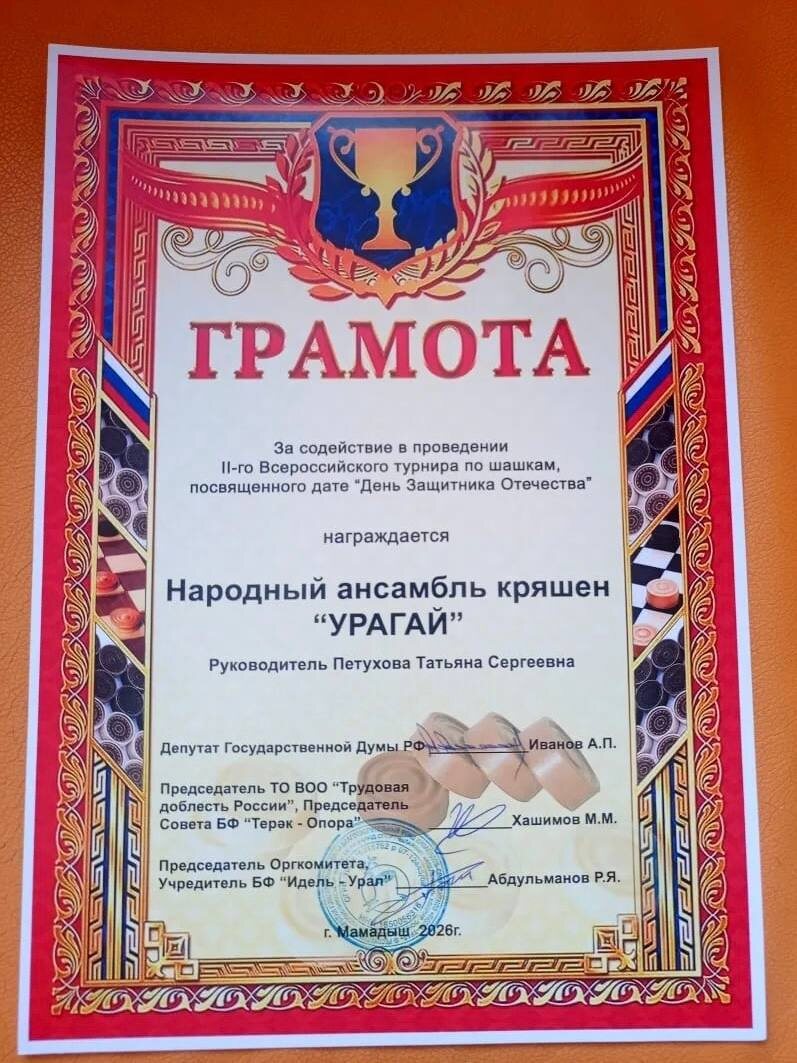 ГРАМОТА
За содействие в проведении
II-го Всероссийского турнира по шашкам,
посвященного дате “День Защитника Отечества”
награждается
Народный ансамбль кряшен
“УРАГАЙ”
Руководитель Петухова Татьяна Сергеевна
Депутат Государственной Думы РФ Иванов А.П.
Председатель ТО ВОО “Трудовая
доблесть России”, Председатель
Совета БФ “Терәк - Опора” Хашимов М.М.
Председатель Оргкомитета,
Учредитель БФ “Идель - Урал” Абдульманов Р.Я.
г. Мамадыш 2026г.